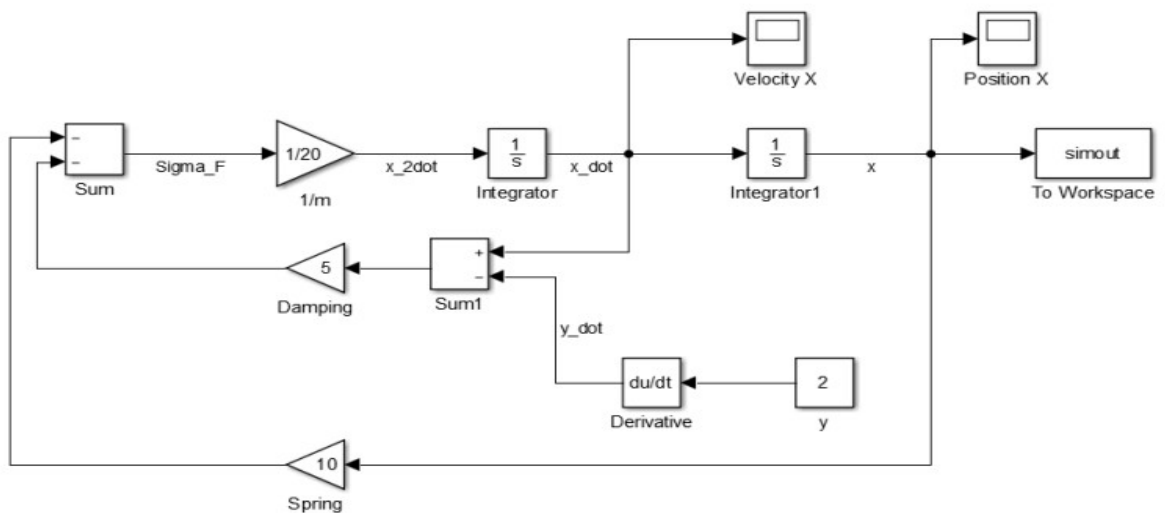 Velocity X
Position X
−
−
Sum
Sigma_F
1/20
1/m
x_2dot
1
s
Integrator
x_dot
1
s
Integrator1
x
simout
To Workspace
5
Damping
+
−
Sum1
y_dot
du/dt
Derivative
2
y
10
Spring